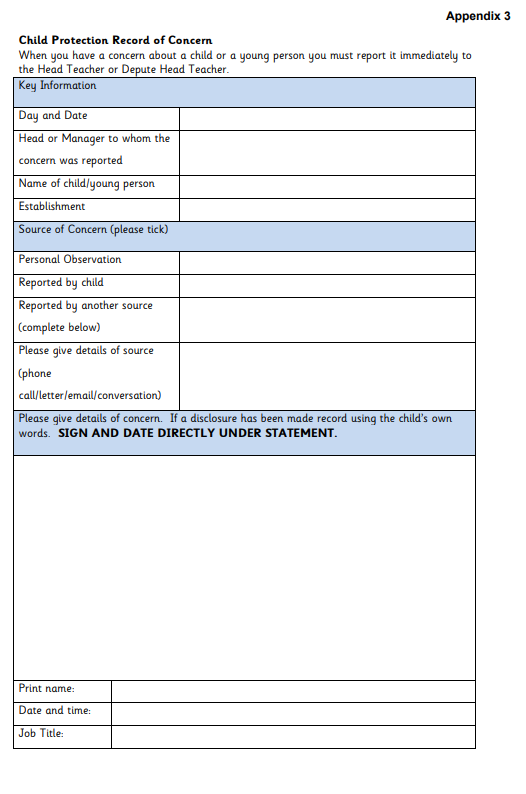 Appendix 3
Child Protection Record of Concern
When you have a concern about a child or a young person you must report it immediately to
the Head Teacher or Depute Head Teacher.
Key Information
Day and Date
Head or Manager to whom the
concern was reported
Name of child/young person
Establishment
Source of Concern (please tick)
Personal Observation
Reported by child
Reported by another source
(complete below)
Please give details of source
(phone
call/letter/email/conversation)
Please give details of concern.  If a disclosure has been made record using the child's own
words.  SIGN AND DATE DIRECTLY UNDER STATEMENT.
Print name:
Date and time:
Job Title: